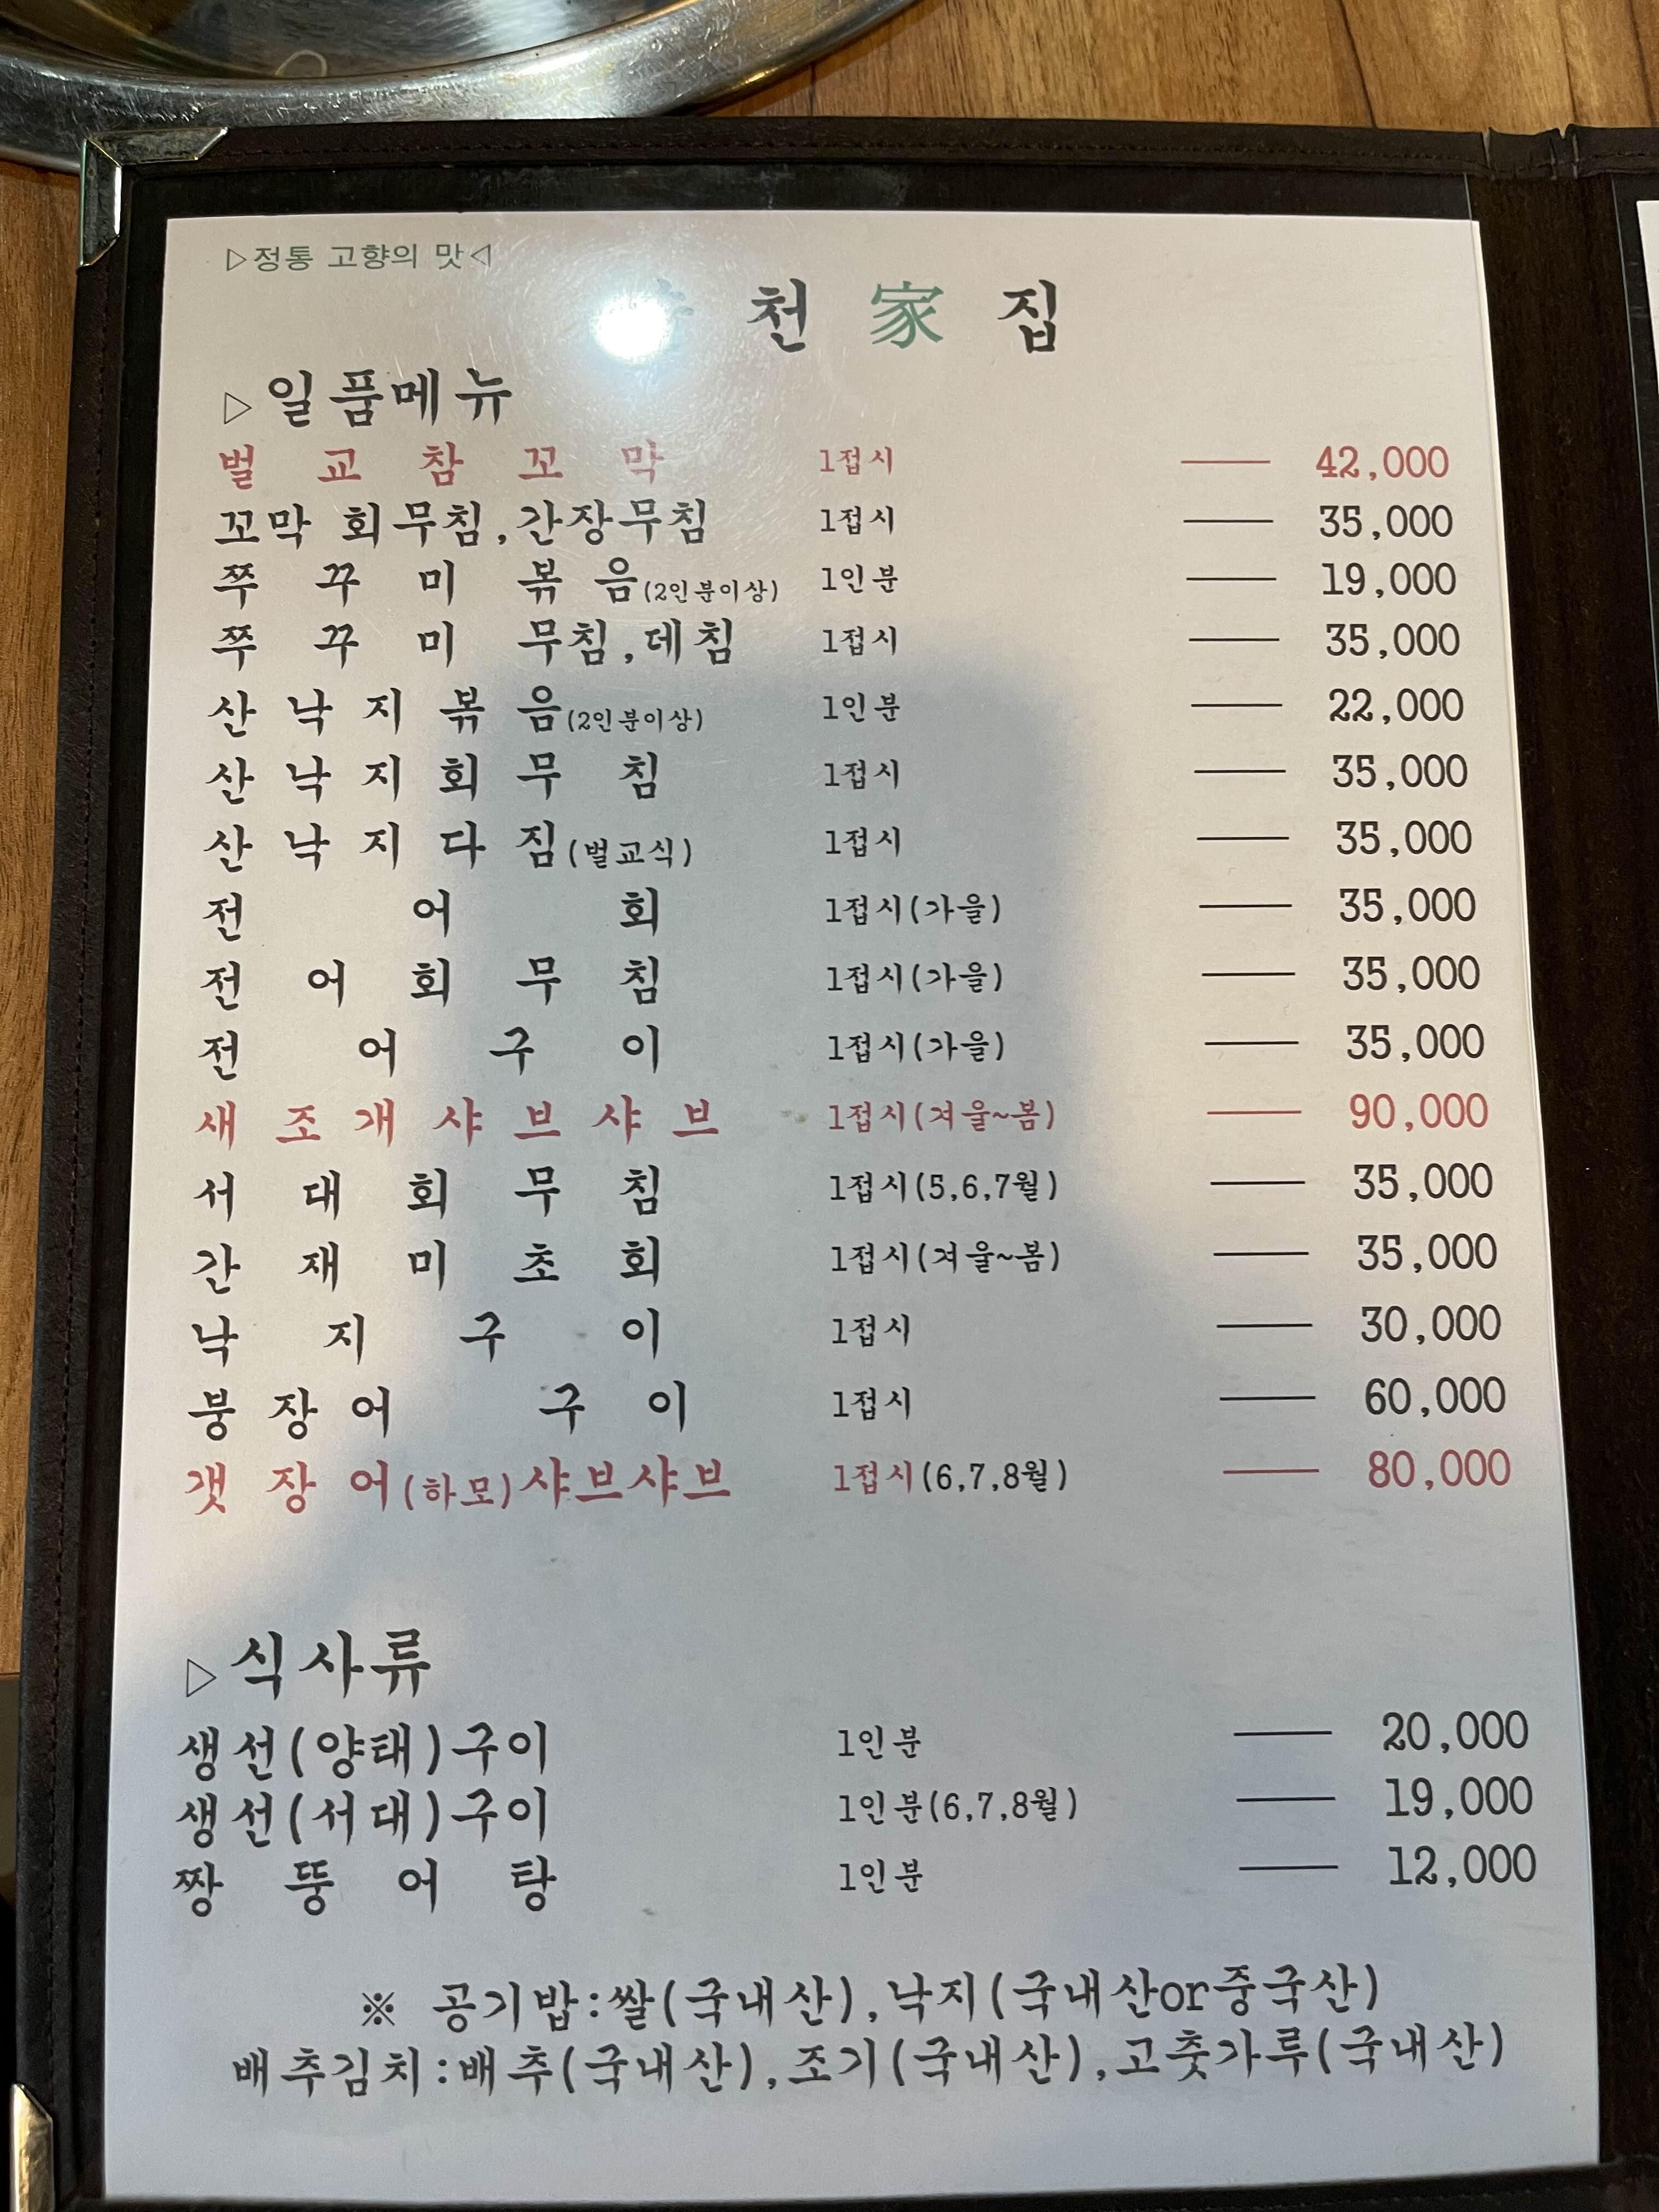 ▷정통 고향의 맛◁
천 家 집
▷일품메뉴
벌교참꼬막 1접시 —— 42,000
꼬막 회무침,간장무침 1접시 —— 35,000
쭈꾸미볶음(2인분이상) 1인분 —— 19,000
쭈꾸미 무침,데침 1접시 —— 35,000
산낙지볶음(2인분이상) 1인분 —— 22,000
산낙지회무침 1접시 —— 35,000
산낙지다짐(벌교식) 1접시 —— 35,000
전어회 1접시(가을) —— 35,000
전어회무침 1접시(가을) —— 35,000
전어구이 1접시(가을) —— 35,000
새조개샤브샤브 1접시(겨울~봄) —— 90,000
서대회무침 1접시(5,6,7월) —— 35,000
간재미초회 1접시(겨울~봄) —— 35,000
낙지구이 1접시 —— 30,000
붕장어 구이 1접시 —— 60,000
갯장어(하모)샤브샤브 1접시(6,7,8월) —— 80,000
▷식사류
생선(양태)구이 1인분 —— 20,000
생선(서대)구이 1인분(6,7,8월) —— 19,000
짱뚱어탕 1인분 —— 12,000
※ 공기밥:쌀(국내산),낙지(국내산or중국산)
배추김치:배추(국내산),조기(국내산),고춧가루(국내산)